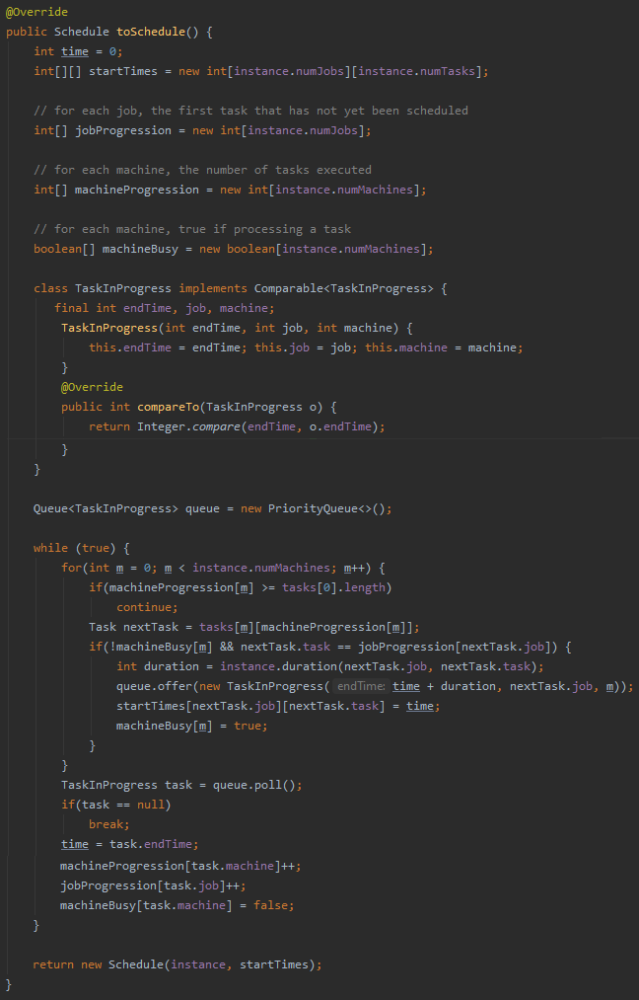 @Override
public Schedule toSchedule() {
    int time = 0;
    int[][] startTimes = new int[instance.numJobs][instance.numTasks];

    // for each job, the first task that has not yet been scheduled
    int[] jobProgression = new int[instance.numJobs];

    // for each machine, the number of tasks executed
    int[] machineProgression = new int[instance.numMachines];

    // for each machine, true if processing a task
    boolean[] machineBusy = new boolean[instance.numMachines];

    class TaskInProgress implements Comparable<TaskInProgress> {
       final int endTime, job, machine;
        TaskInProgress(int endTime, int job, int machine) {
            this.endTime = endTime; this.job = job; this.machine = machine;
        }
        @Override
        public int compareTo(TaskInProgress o) {
            return Integer.compare(endTime, o.endTime);
        }
    }

    Queue<TaskInProgress> queue = new PriorityQueue<>();

    while (true) {
        for(int m = 0; m < instance.numMachines; m++) {
            if(machineProgression[m] >= tasks[0].length)
                continue;
            Task nextTask = tasks[m][machineProgression[m]];
            if(!machineBusy[m] && nextTask.task == jobProgression[nextTask.job]) {
                int duration = instance.duration(nextTask.job, nextTask.task);
                queue.offer(new TaskInProgress( endTime: time + duration, nextTask.job, m));
                startTimes[nextTask.job][nextTask.task] = time;
                machineBusy[m] = true;
            }
        }
        TaskInProgress task = queue.poll();
        if(task == null)
            break;
        time = task.endTime;
        machineProgression[task.machine]++;
        jobProgression[task.job]++;
        machineBusy[task.machine] = false;
    }

    return new Schedule(instance, startTimes);
}